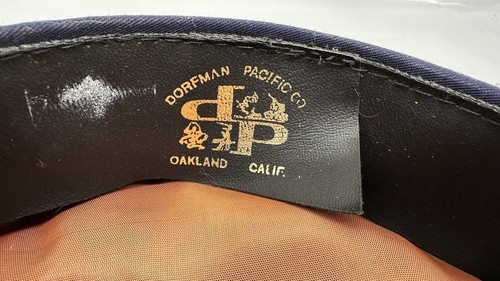 DORFMAN PACIFIC CO
dp
OAKLAND CALIF.